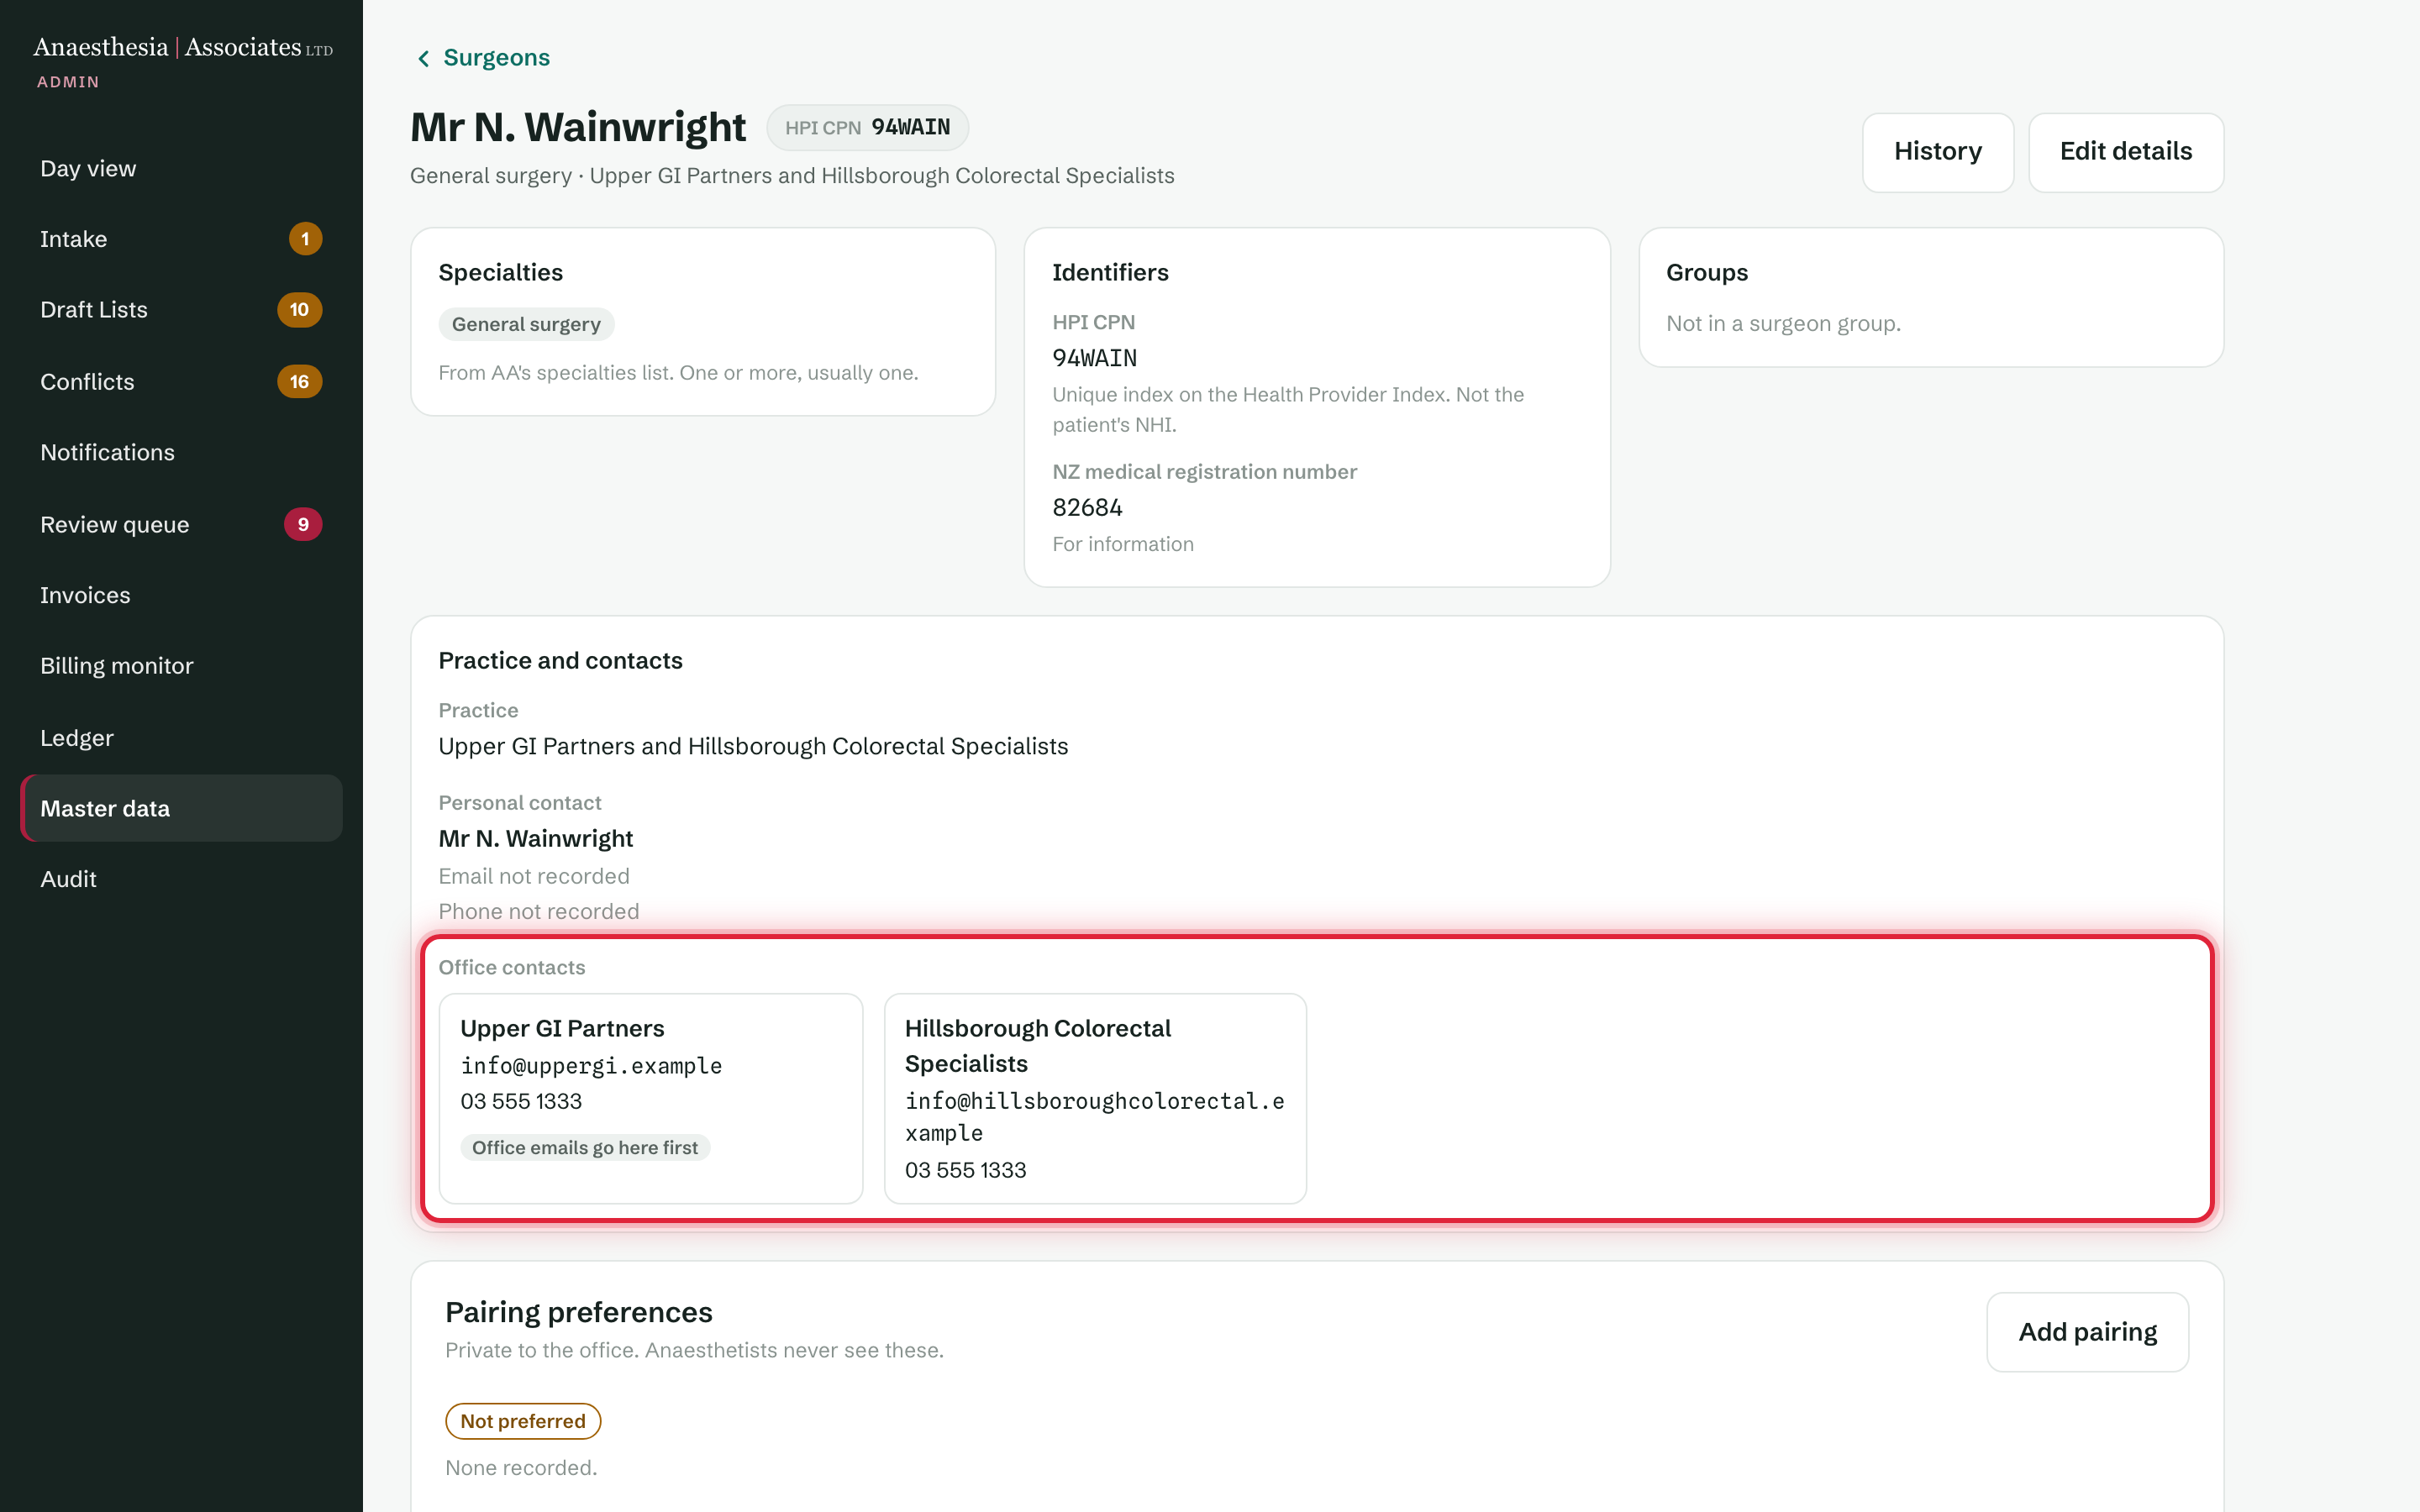 Anaesthesia | Associates LTD
ADMIN
Day view
Intake 1
Draft Lists 10
Conflicts 16
Notifications
Review queue 9
Invoices
Billing monitor
Ledger
Master data
Audit
Surgeons
Mr N. Wainwright HPI CPN 94WAIN
General surgery · Upper GI Partners and Hillsborough Colorectal Specialists
History
Edit details
Specialties
General surgery
From AA's specialties list. One or more, usually one.
Identifiers
HPI CPN
94WAIN
Unique index on the Health Provider Index. Not the
patient's NHI.
NZ medical registration number
82684
For information
Groups
Not in a surgeon group.
Practice and contacts
Practice
Upper GI Partners and Hillsborough Colorectal Specialists
Personal contact
Mr N. Wainwright
Email not recorded
Phone not recorded
Office contacts
Upper GI Partners
info@uppergi.example
03 555 1333
Office emails go here first
Hillsborough Colorectal
Specialists
info@hillsboroughcolorectal.e
xample
03 555 1333
Pairing preferences
Private to the office. Anaesthetists never see these.
Add pairing
Not preferred
None recorded.